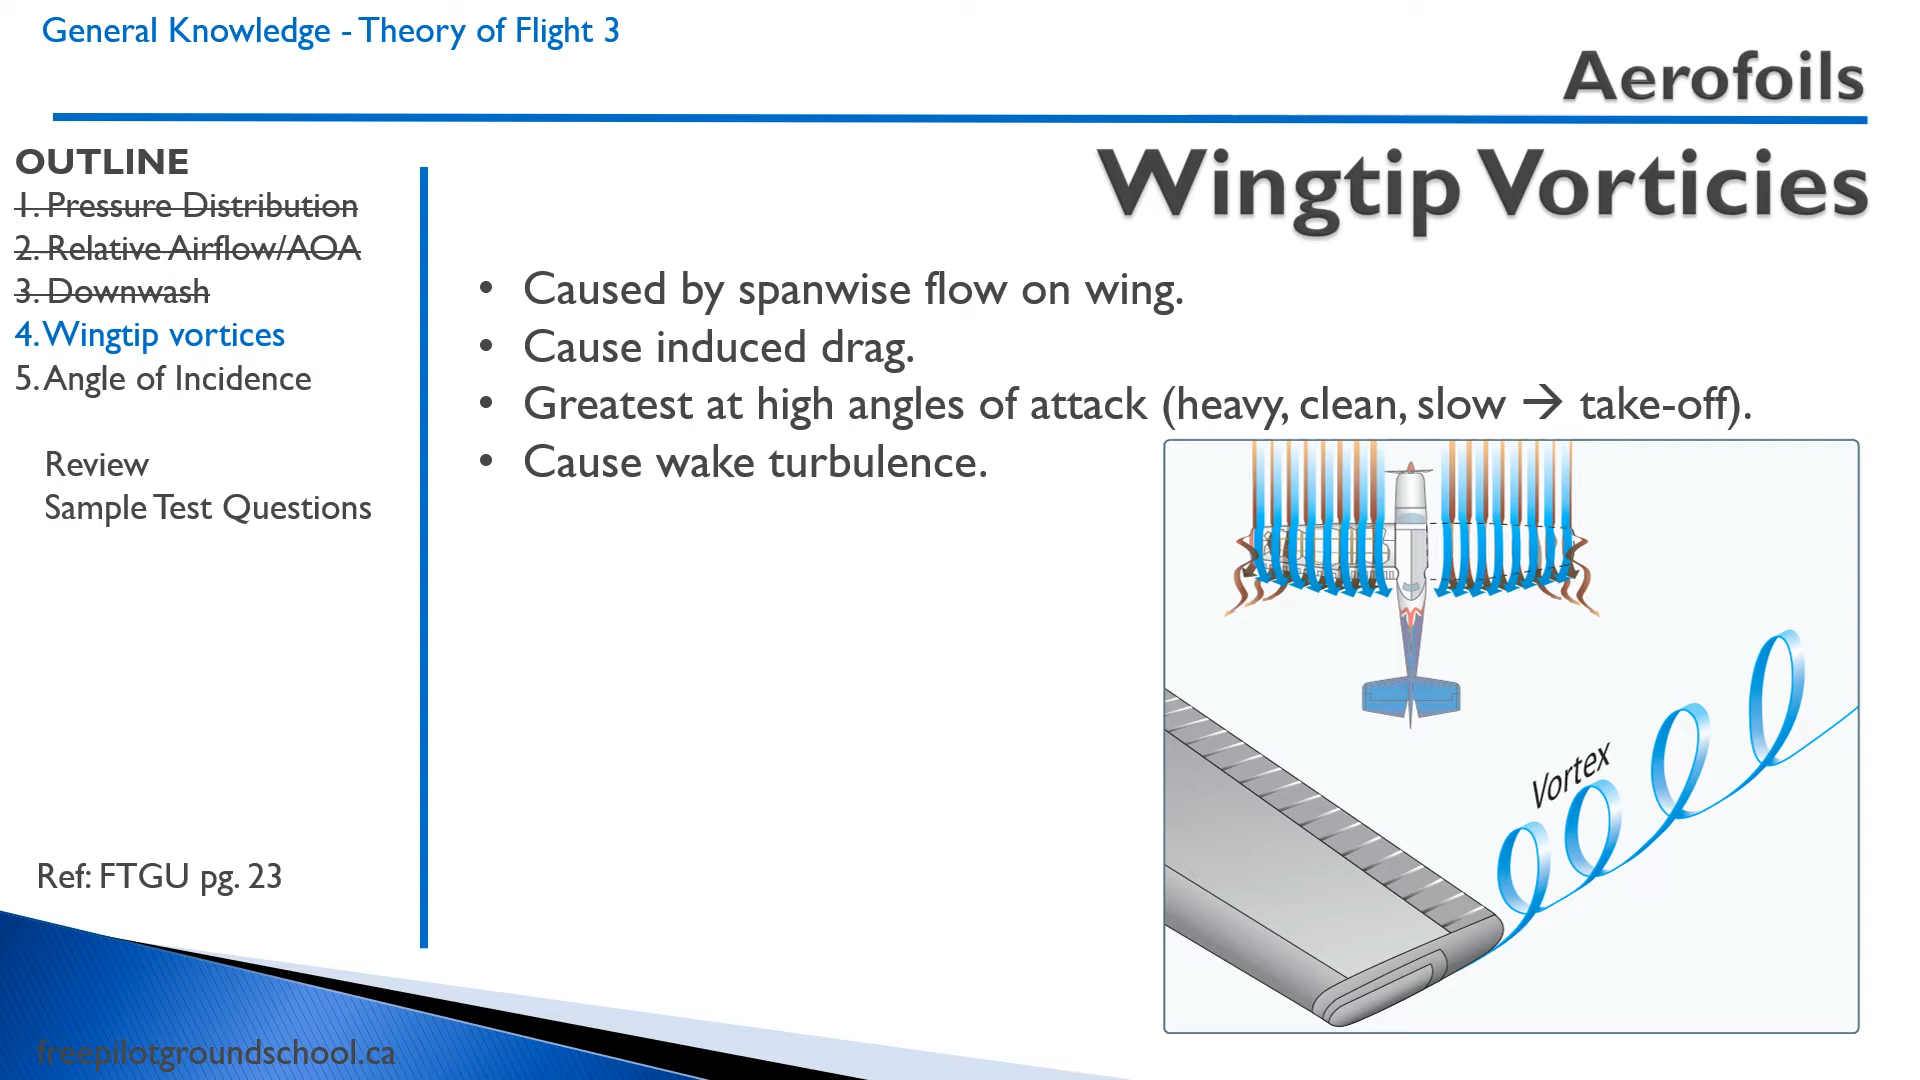 General Knowledge - Theory of Flight 3
Aerofoils
OUTLINE
1. Pressure Distribution
2. Relative Airflow/AOA
3. Downwash
4. Wingtip vortices
5. Angle of Incidence
Review
Sample Test Questions
Ref: FTGU pg. 23
freepilotgroundschool.ca
Wingtip Vorticies
• Caused by spanwise flow on wing.
• Cause induced drag.
• Greatest at high angles of attack (heavy, clean, slow → take-off).
• Cause wake turbulence.
Vortex